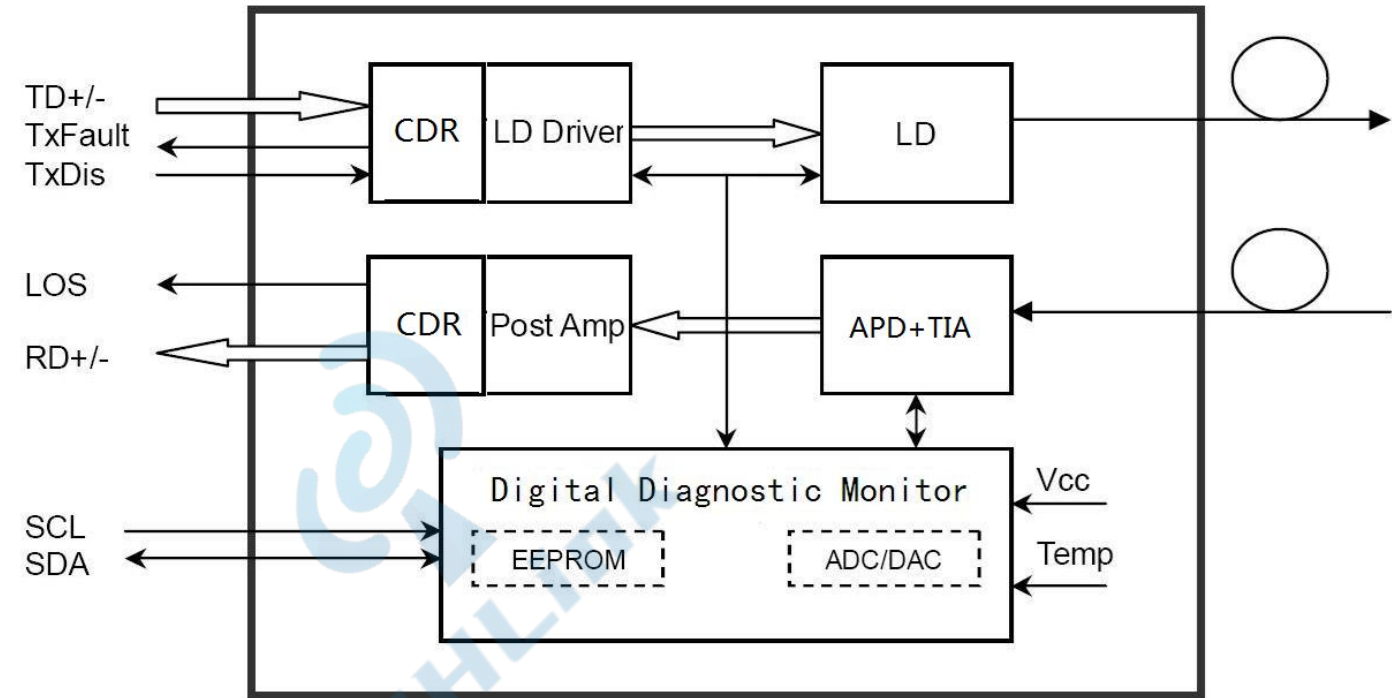 TD+/-
TxFault
TxDis
CDR
LD Driver
LD
LOS
RD+/-
CDR
Post Amp
APD+TIA
Digital Diagnostic Monitor
EEPROM
ADC/DAC
SCL
SDA
Vcc
Temp